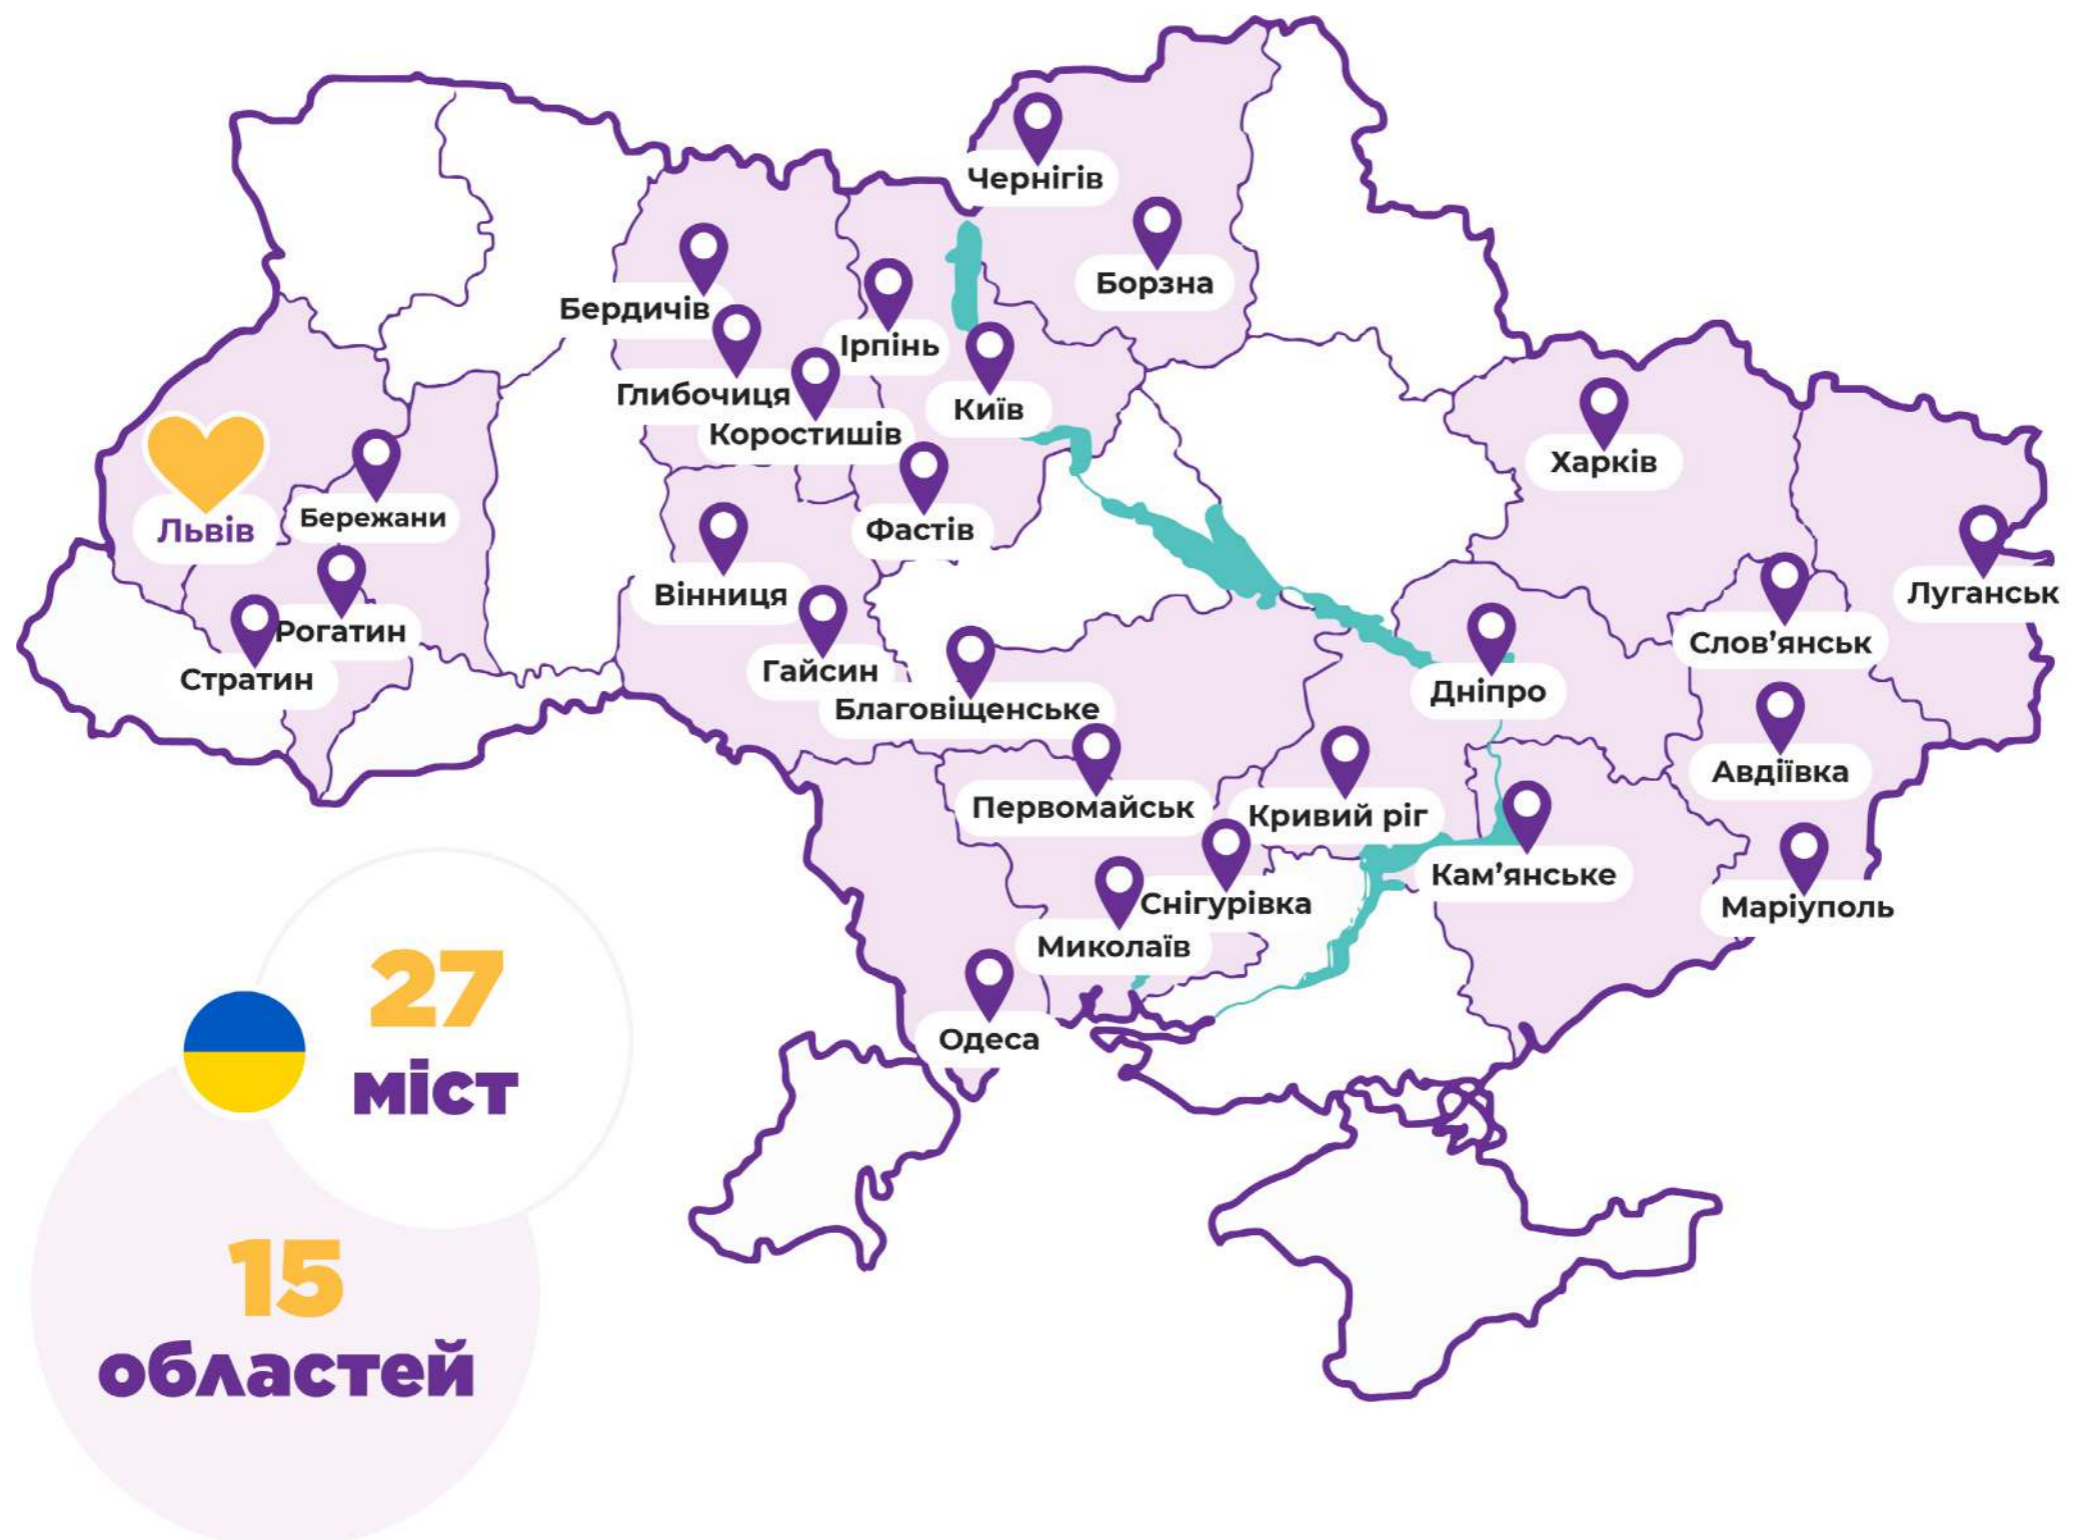 Чернігів
Борзна
Бердичів
Ірпінь
Глибочиця
Київ
Коростишів
Харків
Львів
Бережани
Фастів
Вінниця
Луганськ
Рогатин
Слов’янськ
Стратин
Гайсин
Дніпро
Благовіщенське
Авдіївка
Первомайськ
Кривий ріг
Кам’янське
Снігурівка
Маріуполь
Миколаїв
Одеса
27
міст
15
областей